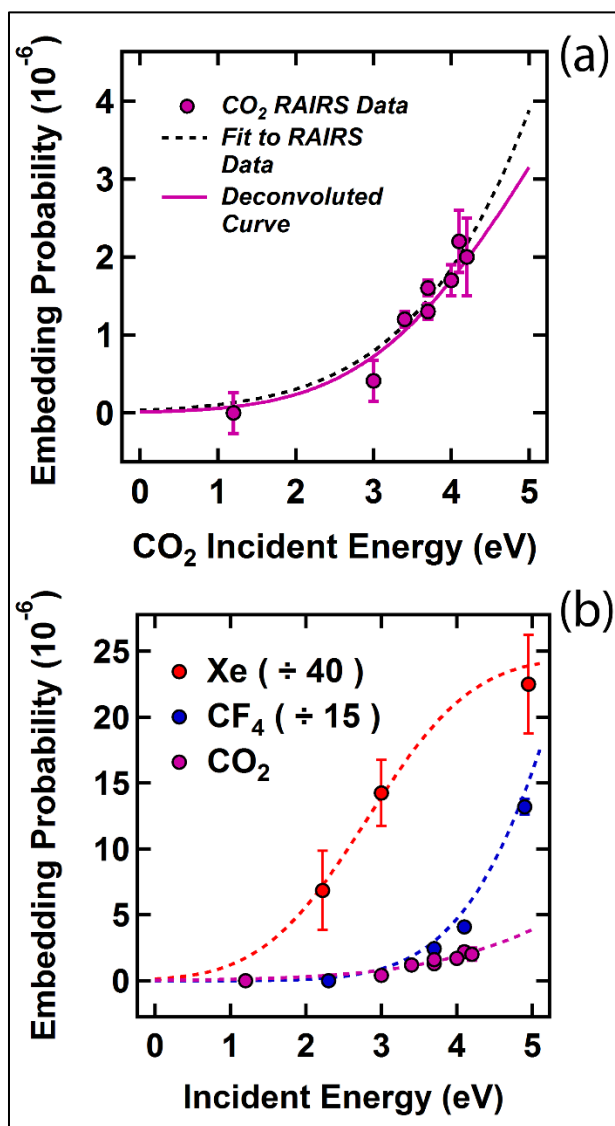 (a)
Embedding Probability (10⁻⁶)
4
3
2
1
0
CO₂ RAIRS Data
Fit to RAIRS
Data
Deconvoluted
Curve
0 1 2 3 4 5
CO₂ Incident Energy (eV)
(b)
Embedding Probability (10⁻⁶)
25
20
15
10
5
0
Xe ( ÷ 40 )
CF₄ ( ÷ 15 )
CO₂
0 1 2 3 4 5
Incident Energy (eV)